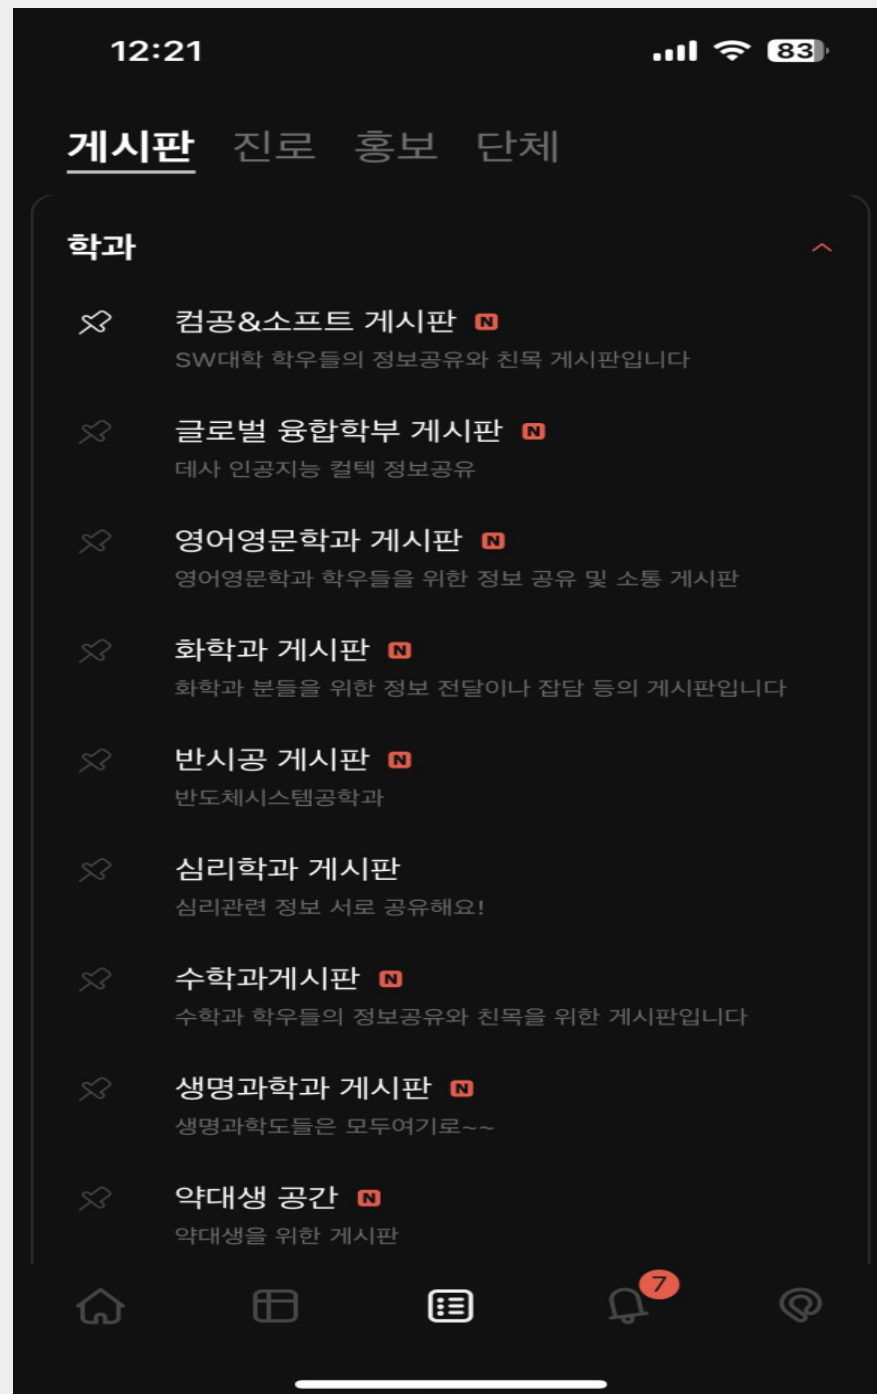 12:21
83
게시판 진로 홍보 단체
학과
컴공&소프트 게시판 N
SW대학 학우들의 정보공유와 친목 게시판입니다
글로벌 융합학부 게시판 N
데사 인공지능 컬텍 정보공유
영어영문학과 게시판 N
영어영문학과 학우들을 위한 정보 공유 및 소통 게시판
화학과 게시판 N
화학과 분들을 위한 정보 전달이나 잡담 등의 게시판입니다
반시공 게시판 N
반도체시스템공학과
심리학과 게시판
심리관련 정보 서로 공유해요!
수학과게시판 N
수학과 학우들의 정보공유와 친목을 위한 게시판입니다
생명과학과 게시판 N
생명과학도들은 모두여기로~~
약대생 공간 N
약대생을 위한 게시판
7